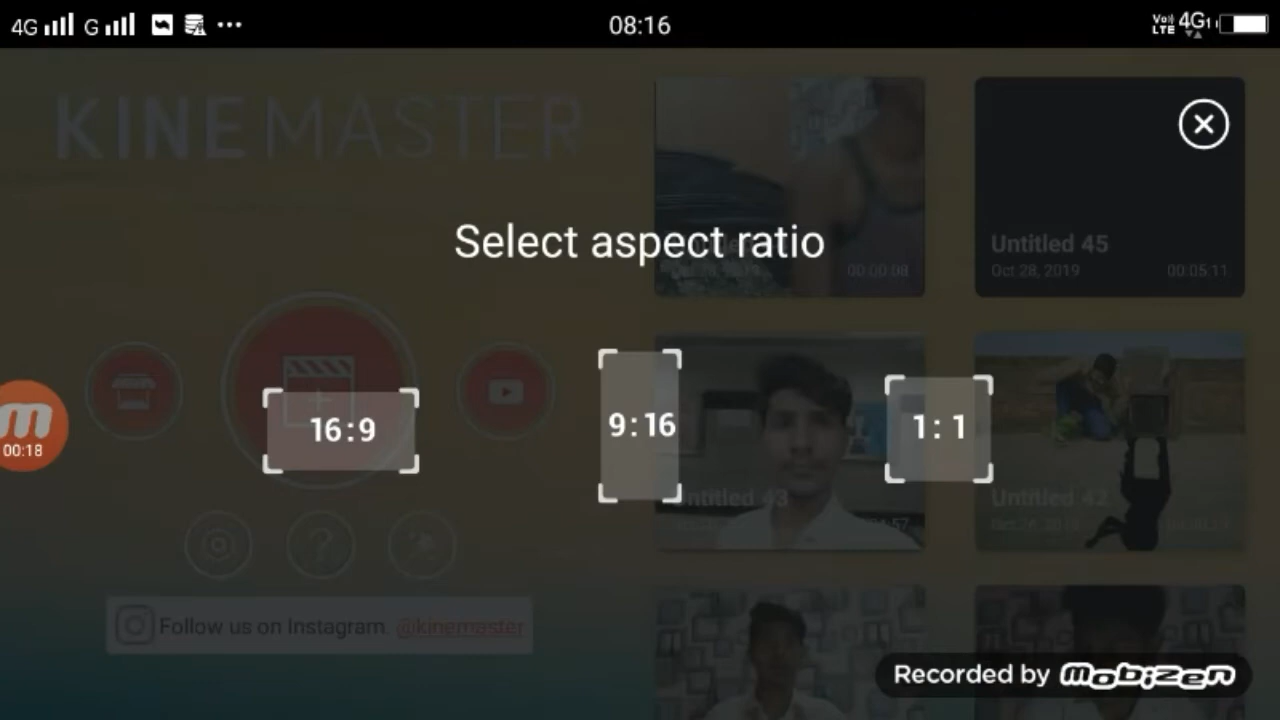 4G G 08:16 Vo)) LTE 4G
KINEMASTER
Select aspect ratio
00:00:08
Untitled 45
Oct 28, 2019 00:05:11
16:9
9:16
1:1
00:18
Untitled 43
Untitled 42
Follow us on Instagram. @kinemaster
Recorded by mobizen